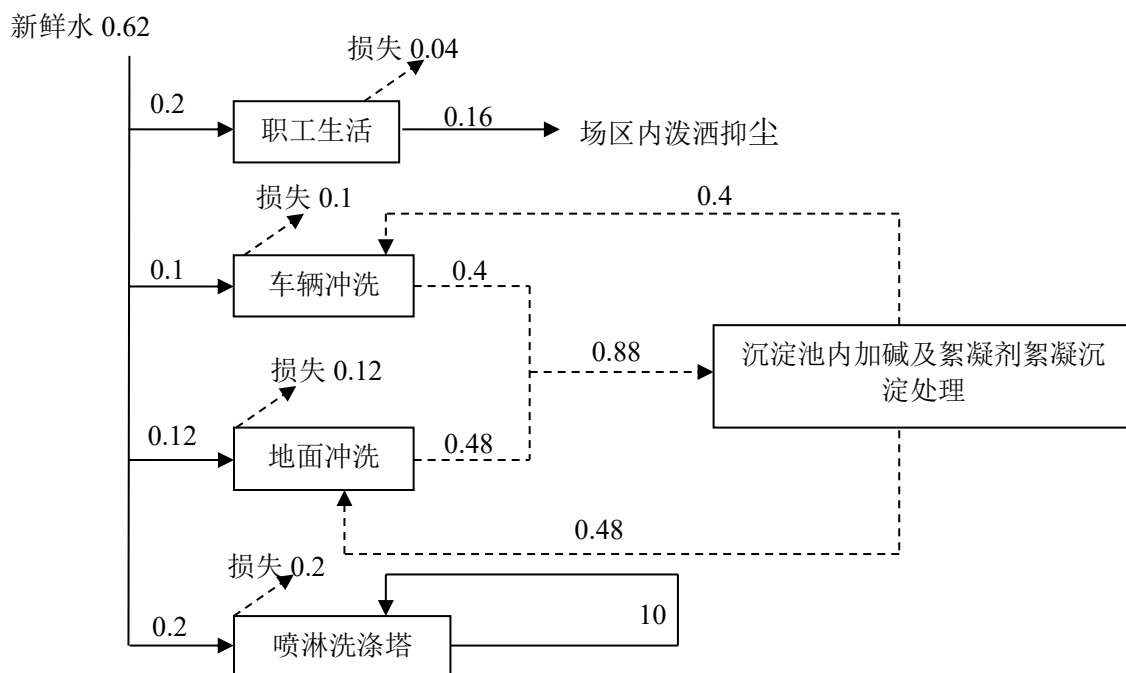 新鲜水 0.62
损失 0.04
0.2
职工生活
0.16
场区内泼洒抑尘
损失 0.1
0.4
0.1
车辆冲洗
0.4
0.88
沉淀池内加碱及絮凝剂絮凝沉
淀处理
损失 0.12
0.12
地面冲洗
0.48
0.48
损失 0.2
10
0.2
喷淋洗涤塔